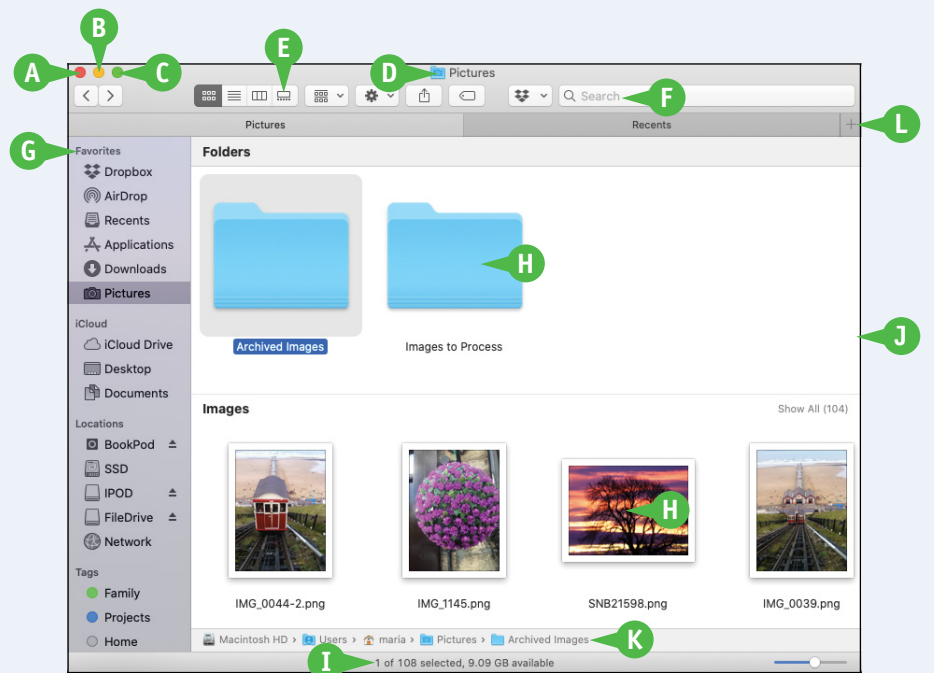 B
E
A
C
D
Pictures
Search
F
Pictures
Recents
L
G
Favorites
Dropbox
AirDrop
Recents
Applications
Downloads
Pictures
iCloud
iCloud Drive
Desktop
Documents
Locations
BookPod
SSD
IPOD
FileDrive
Network
Tags
Family
Projects
Home
Folders
H
Archived Images
Images to Process
J
Images
Show All (104)
H
IMG_0044-2.png
IMG_1145.png
SNB21598.png
IMG_0039.png
Macintosh HD › Users › maria › Pictures › Archived Images
K
I
1 of 108 selected, 9.09 GB available